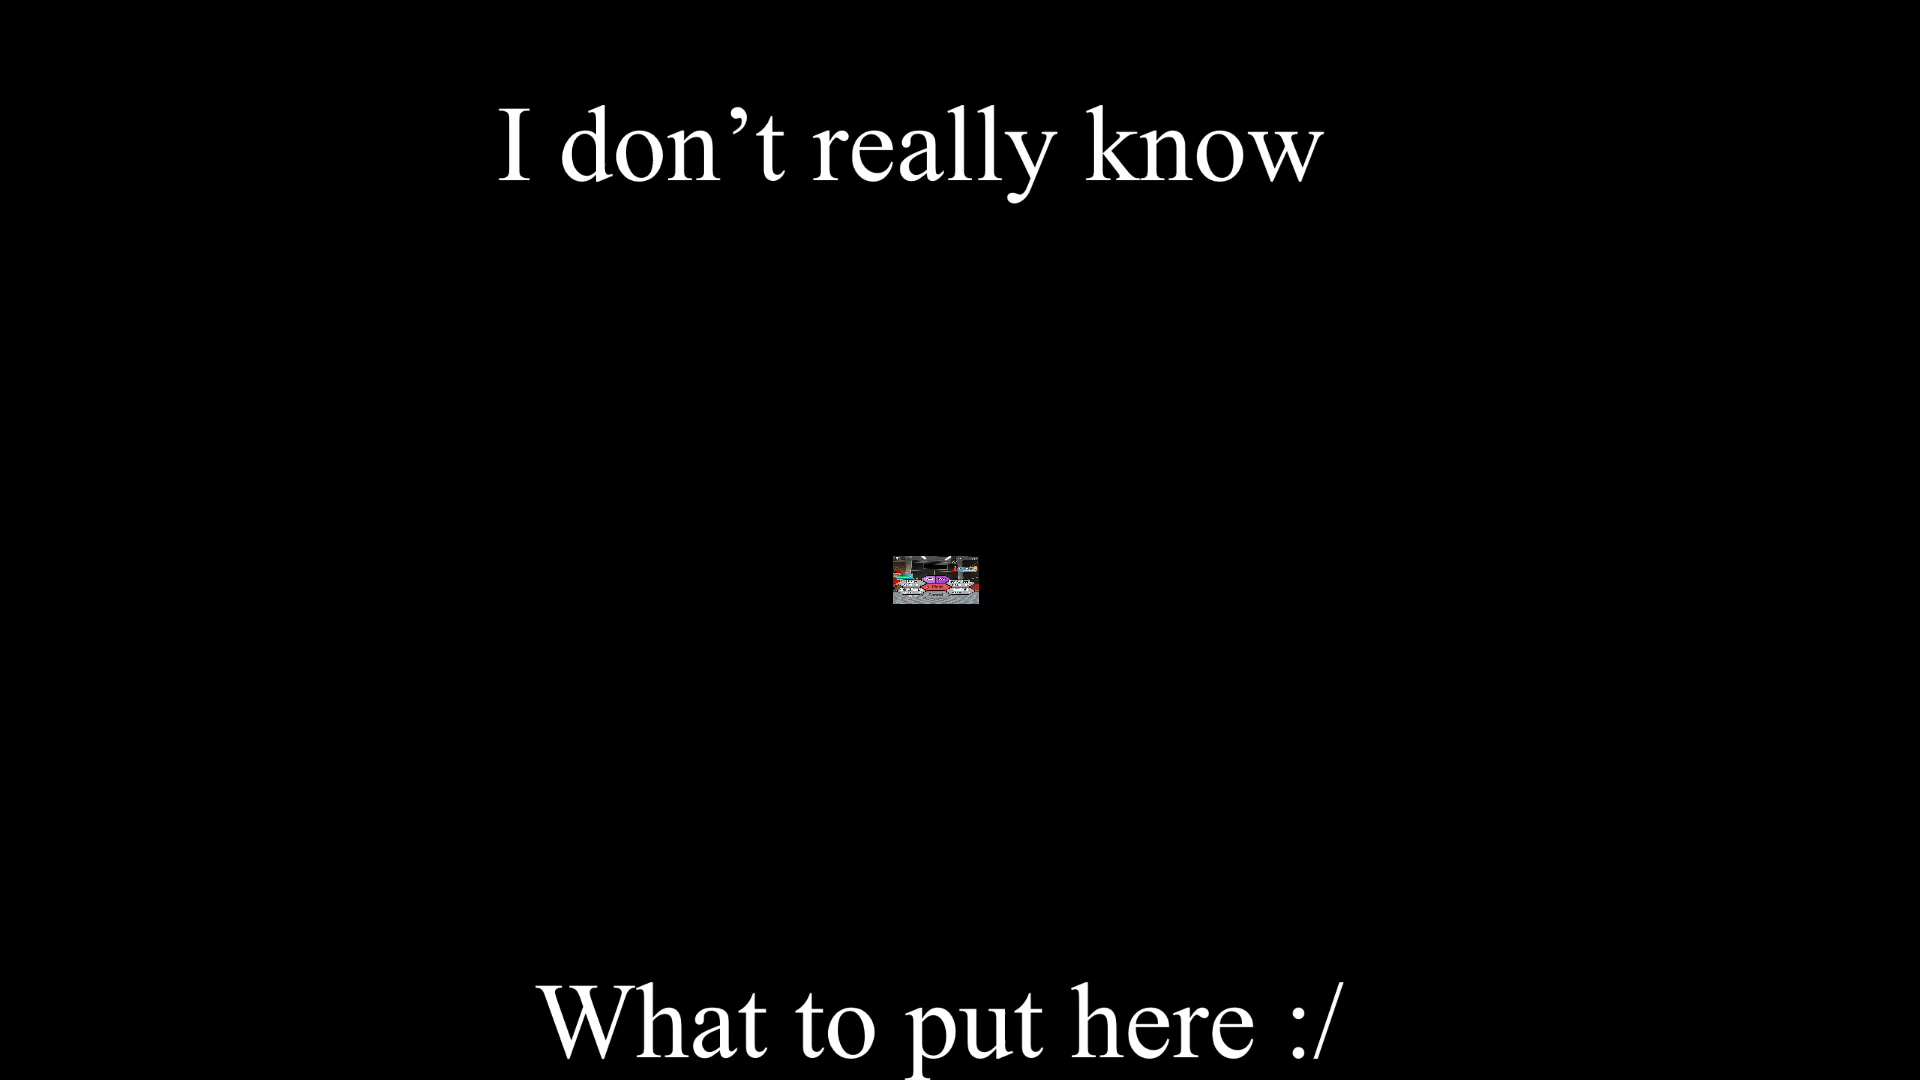 I don’t really know
What to put here :/